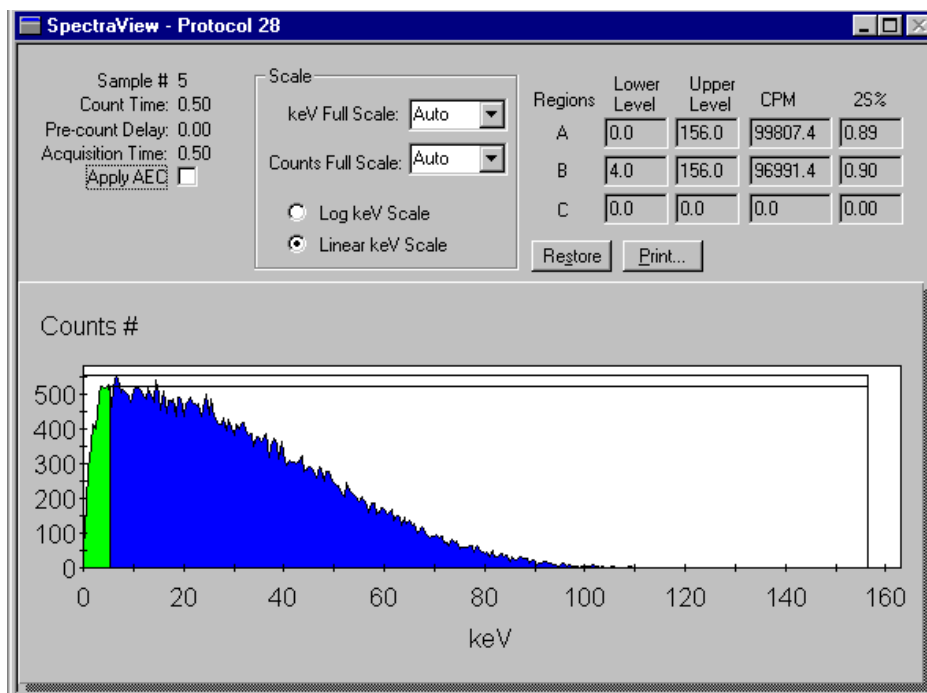 SpectraView - Protocol 28
Sample # 5
Count Time: 0.50
Pre-count Delay: 0.00
Acquisition Time: 0.50
Apply AEC
Scale
keV Full Scale: Auto
Counts Full Scale: Auto
Log keV Scale
Linear keV Scale
Regions Lower Level Upper Level CPM 2S%
A 0.0 156.0 99807.4 0.89
B 4.0 156.0 96991.4 0.90
C 0.0 0.0 0.0 0.00
Restore Print...
Counts #
500
400
300
200
100
0
0 20 40 60 80 100 120 140 160
keV